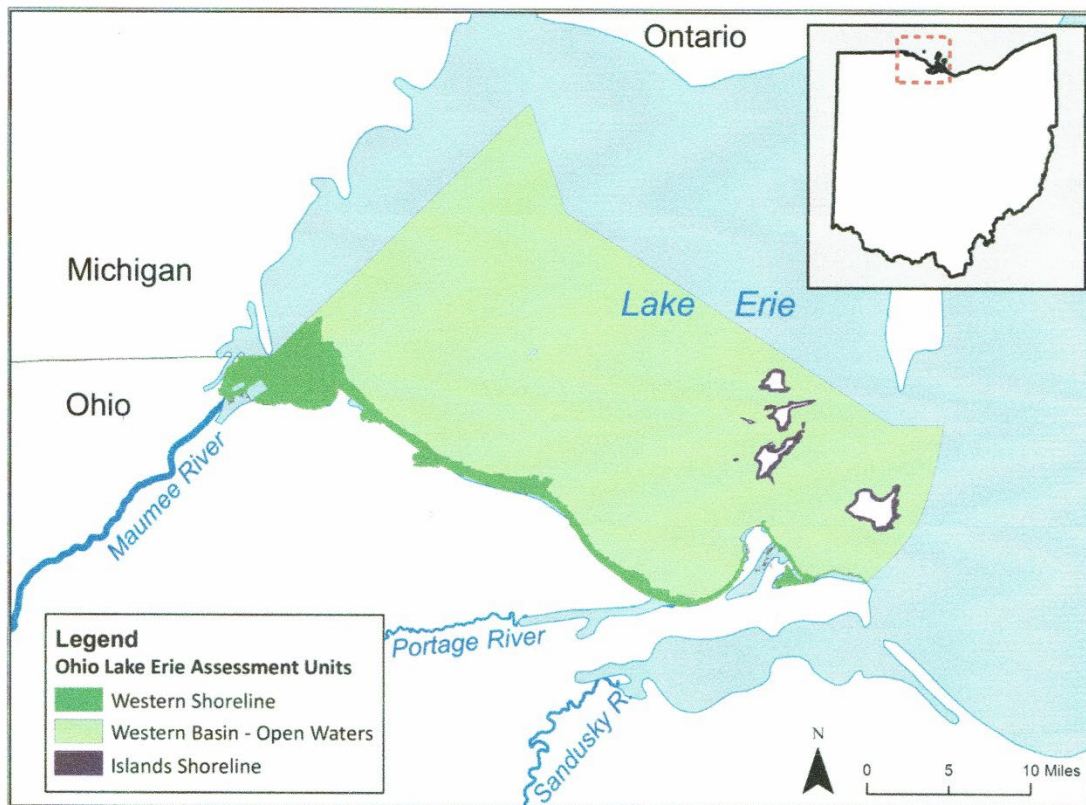 Ontario
Michigan
Lake Erie
Ohio
Maumee River
Portage River
Sandusky R.
Legend
Ohio Lake Erie Assessment Units
Western Shoreline
Western Basin - Open Waters
Islands Shoreline
N
0 5 10 Miles